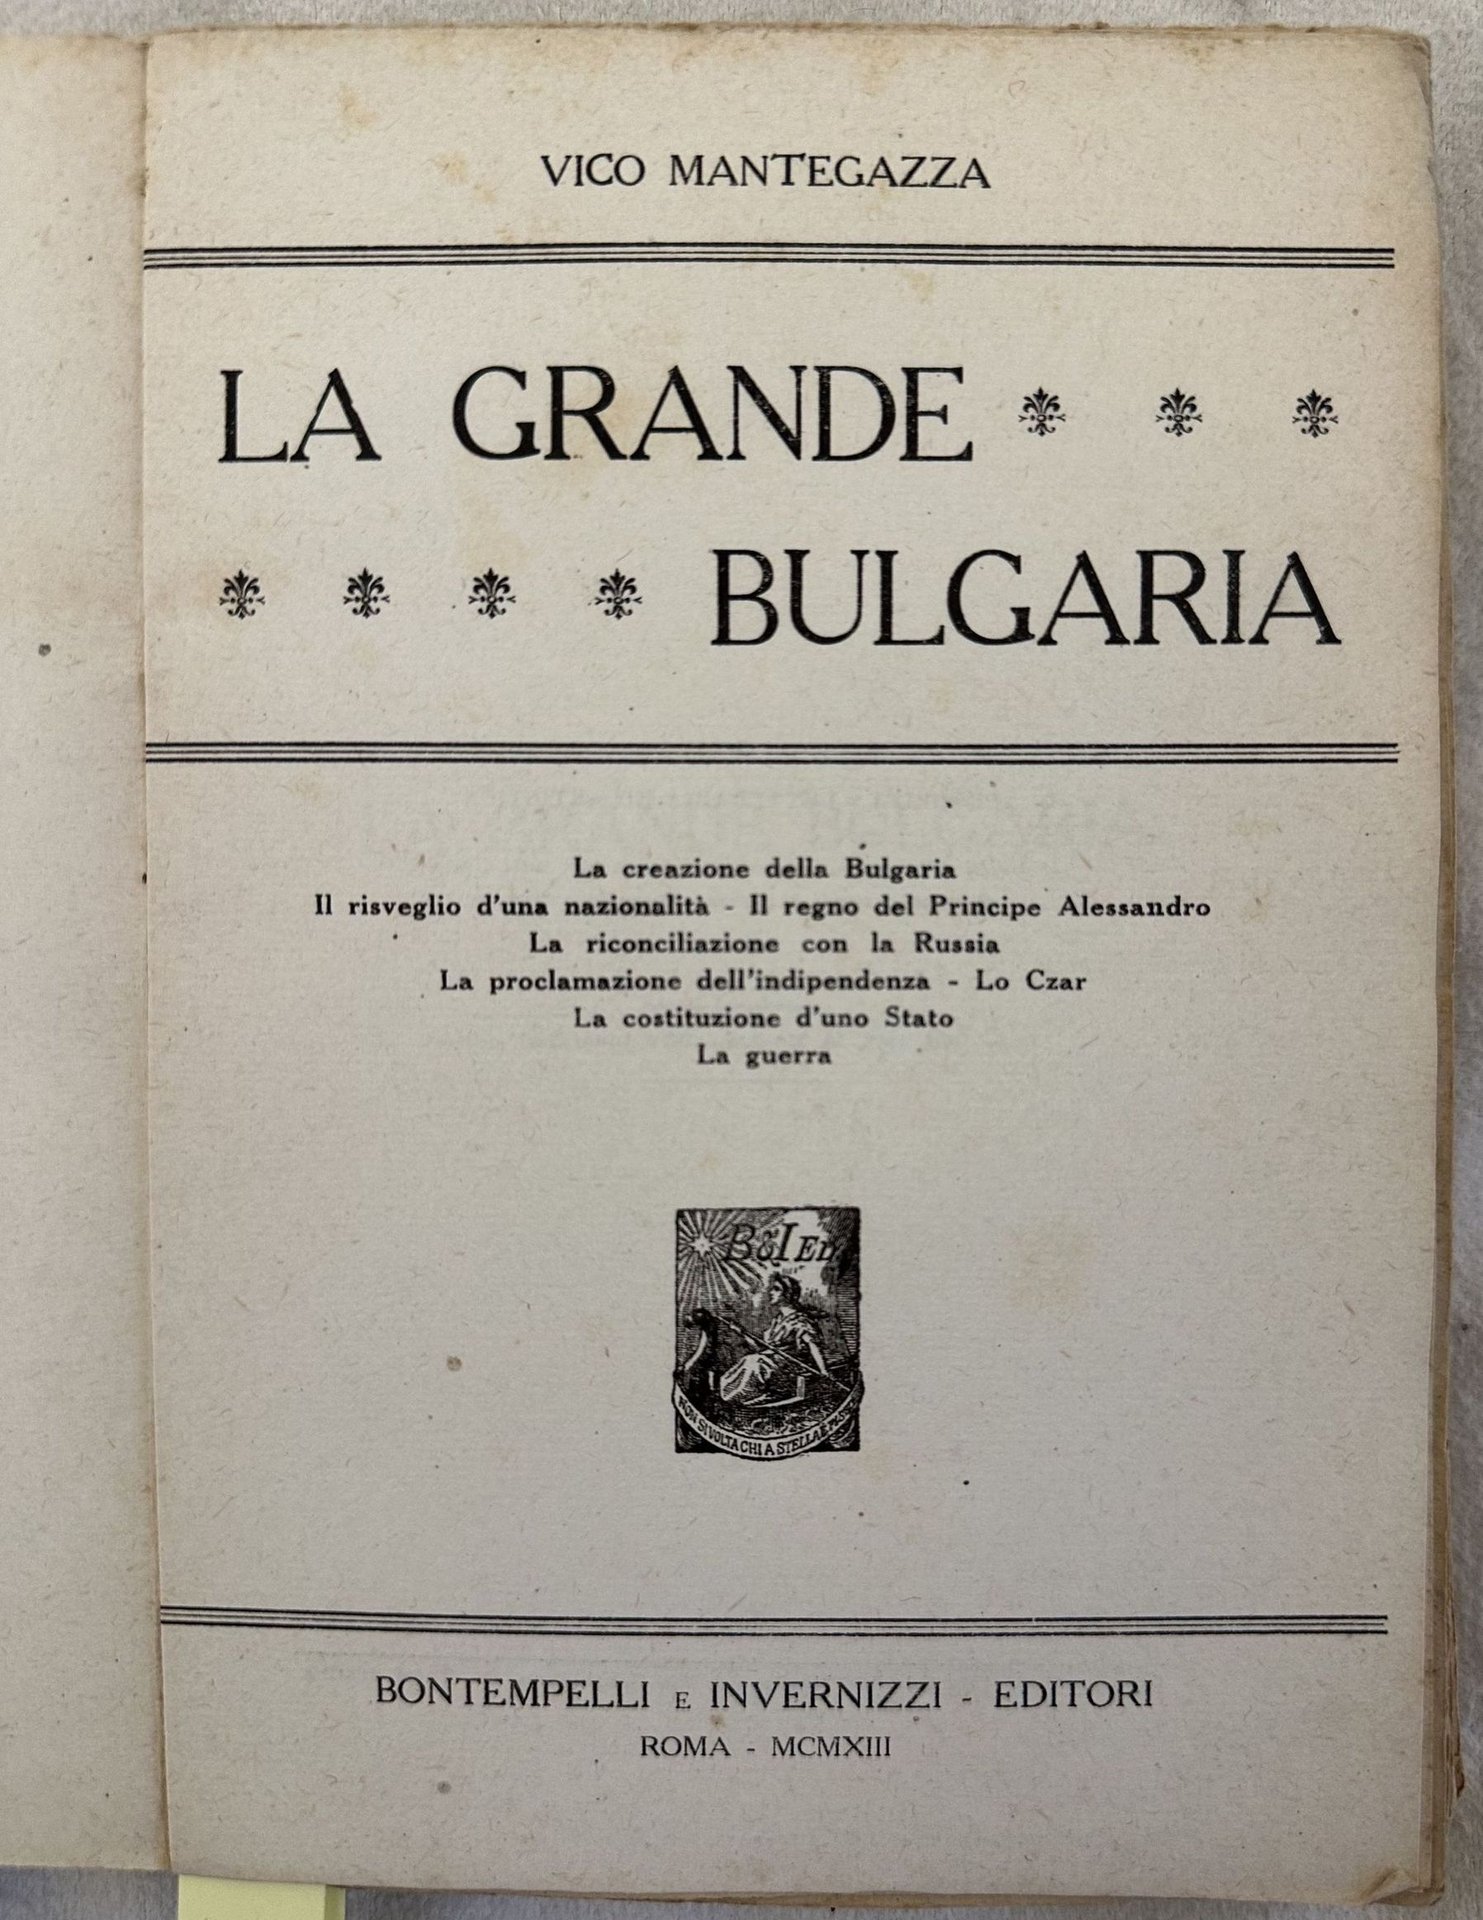 VICO MANTEGAZZA
LA GRANDE
BULGARIA
La creazione della Bulgaria
Il risveglio d'una nazionalità - Il regno del Principe Alessandro
La riconciliazione con la Russia
La proclamazione dell'indipendenza - Lo Czar
La costituzione d'uno Stato
La guerra
B&I ED.
NON SI VOLTA CHI A STELLA È
BONTEMPELLI E INVERNIZZI - EDITORI
ROMA - MCMXIII